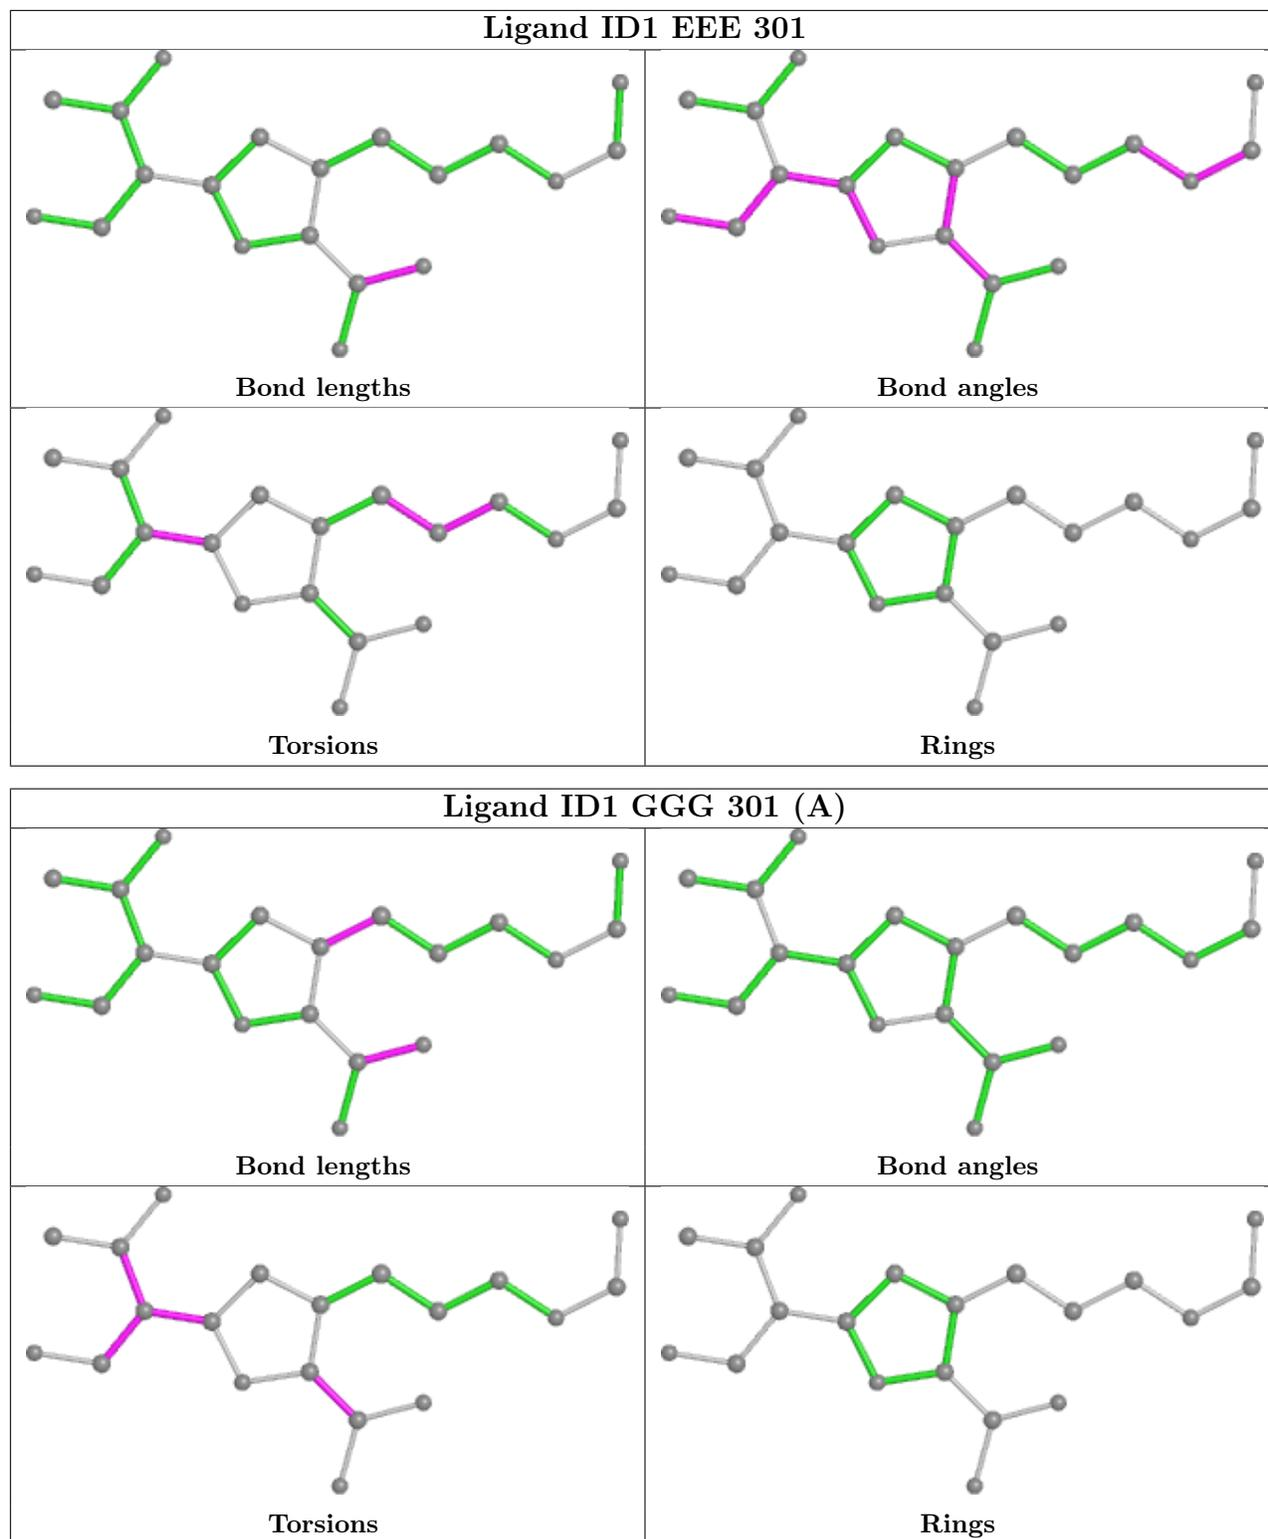 Ligand ID1 EEE 301
Bond lengths
Bond angles
Torsions
Rings
Ligand ID1 GGG 301 (A)
Bond lengths
Bond angles
Torsions
Rings